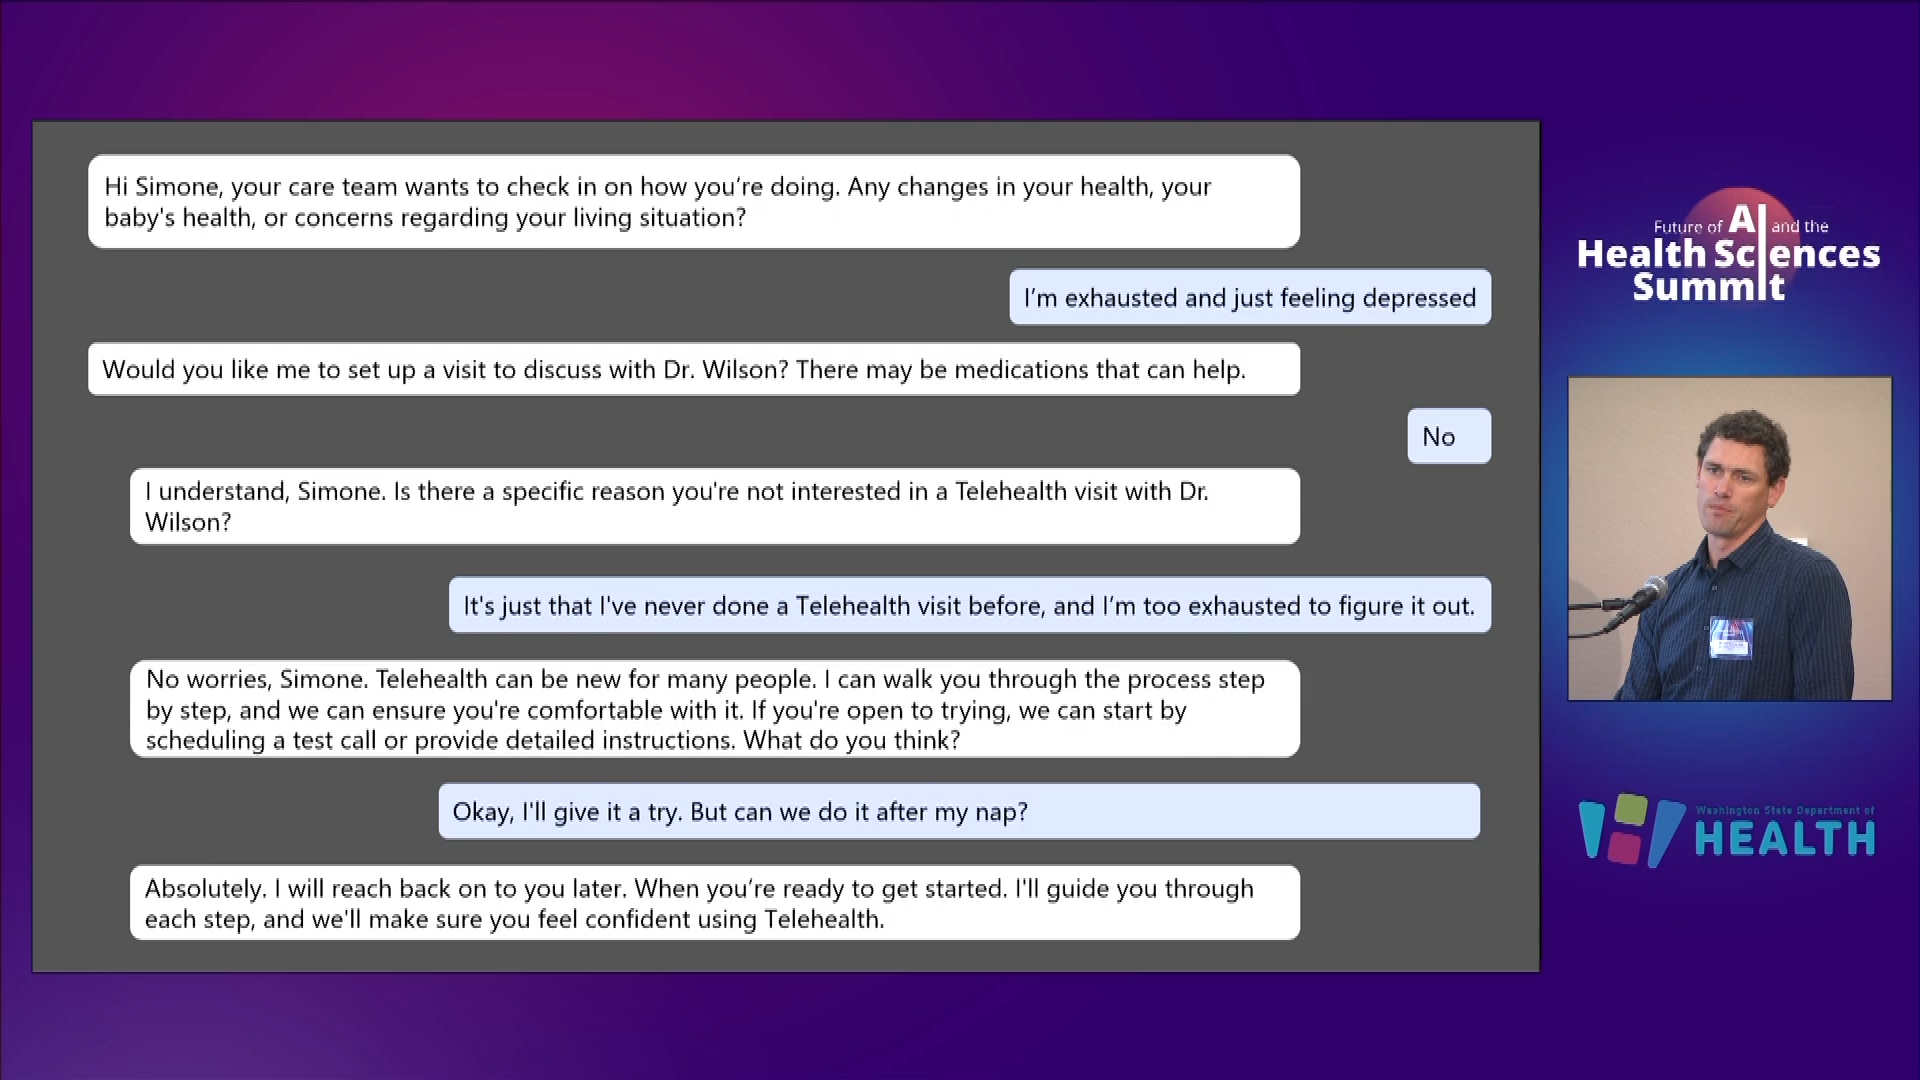 Hi Simone, your care team wants to check in on how you’re doing. Any changes in your health, your
baby's health, or concerns regarding your living situation?
I’m exhausted and just feeling depressed
Would you like me to set up a visit to discuss with Dr. Wilson? There may be medications that can help.
No
I understand, Simone. Is there a specific reason you're not interested in a Telehealth visit with Dr.
Wilson?
It's just that I've never done a Telehealth visit before, and I’m too exhausted to figure it out.
No worries, Simone. Telehealth can be new for many people. I can walk you through the process step
by step, and we can ensure you're comfortable with it. If you're open to trying, we can start by
scheduling a test call or provide detailed instructions. What do you think?
Okay, I'll give it a try. But can we do it after my nap?
Absolutely. I will reach back on to you later. When you’re ready to get started. I'll guide you through
each step, and we'll make sure you feel confident using Telehealth.
Future of AI and the
Health Sciences
Summit
Washington State Department of
HEALTH